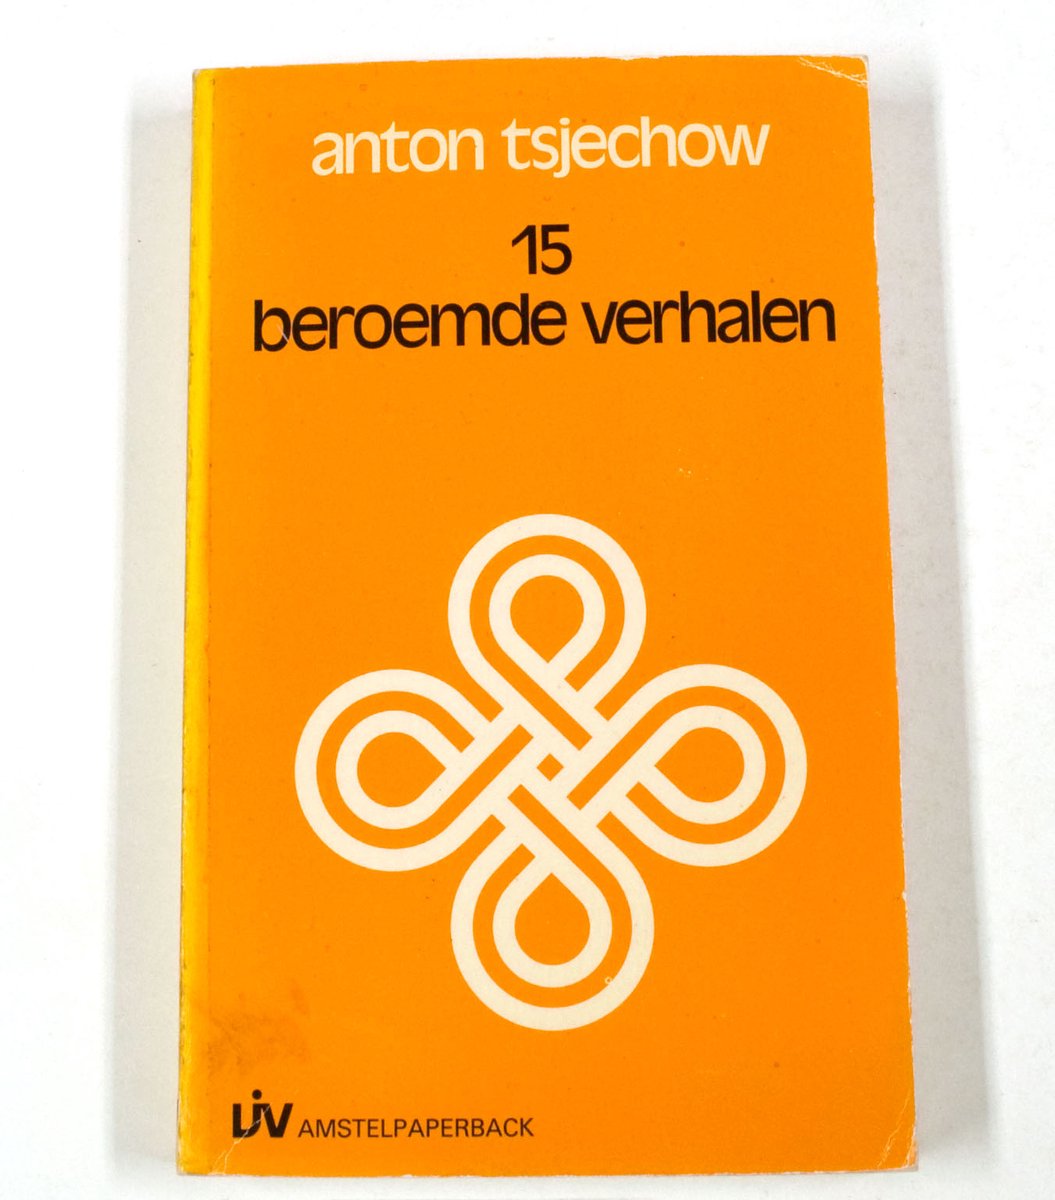 anton tsjechow
15
beroemde verhalen
LJV AMSTELPAPERBACK